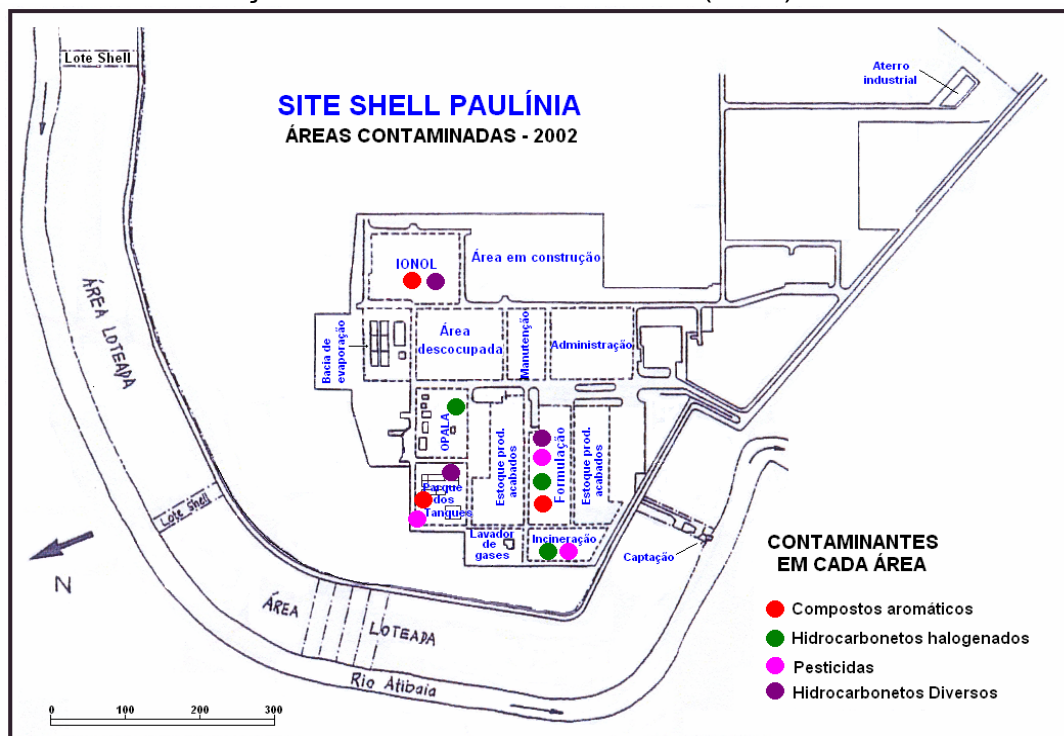 Lote Shell
Aterro
industrial
SITE SHELL PAULÍNIA
ÁREAS CONTAMINADAS - 2002
IONOL
Área em construção
ÁREA LOTEADA
Bacia de
evaporação
Área
descocupada
Manutenção
Administração
OPALA
Estoque prod.
acabados
Formulação
Estoque prod.
acabados
Parque
dos
Tangues
Lote Shell
Lavador
de
gases
Incineração
Captação
N
CONTAMINANTES
EM CADA ÁREA
ÁREA
LOTEADA
Compostos aromáticos
Hidrocarbonetos halogenados
Pesticidas
Hidrocarbonetos Diversos
Rio Atibaia
0 100 200 300